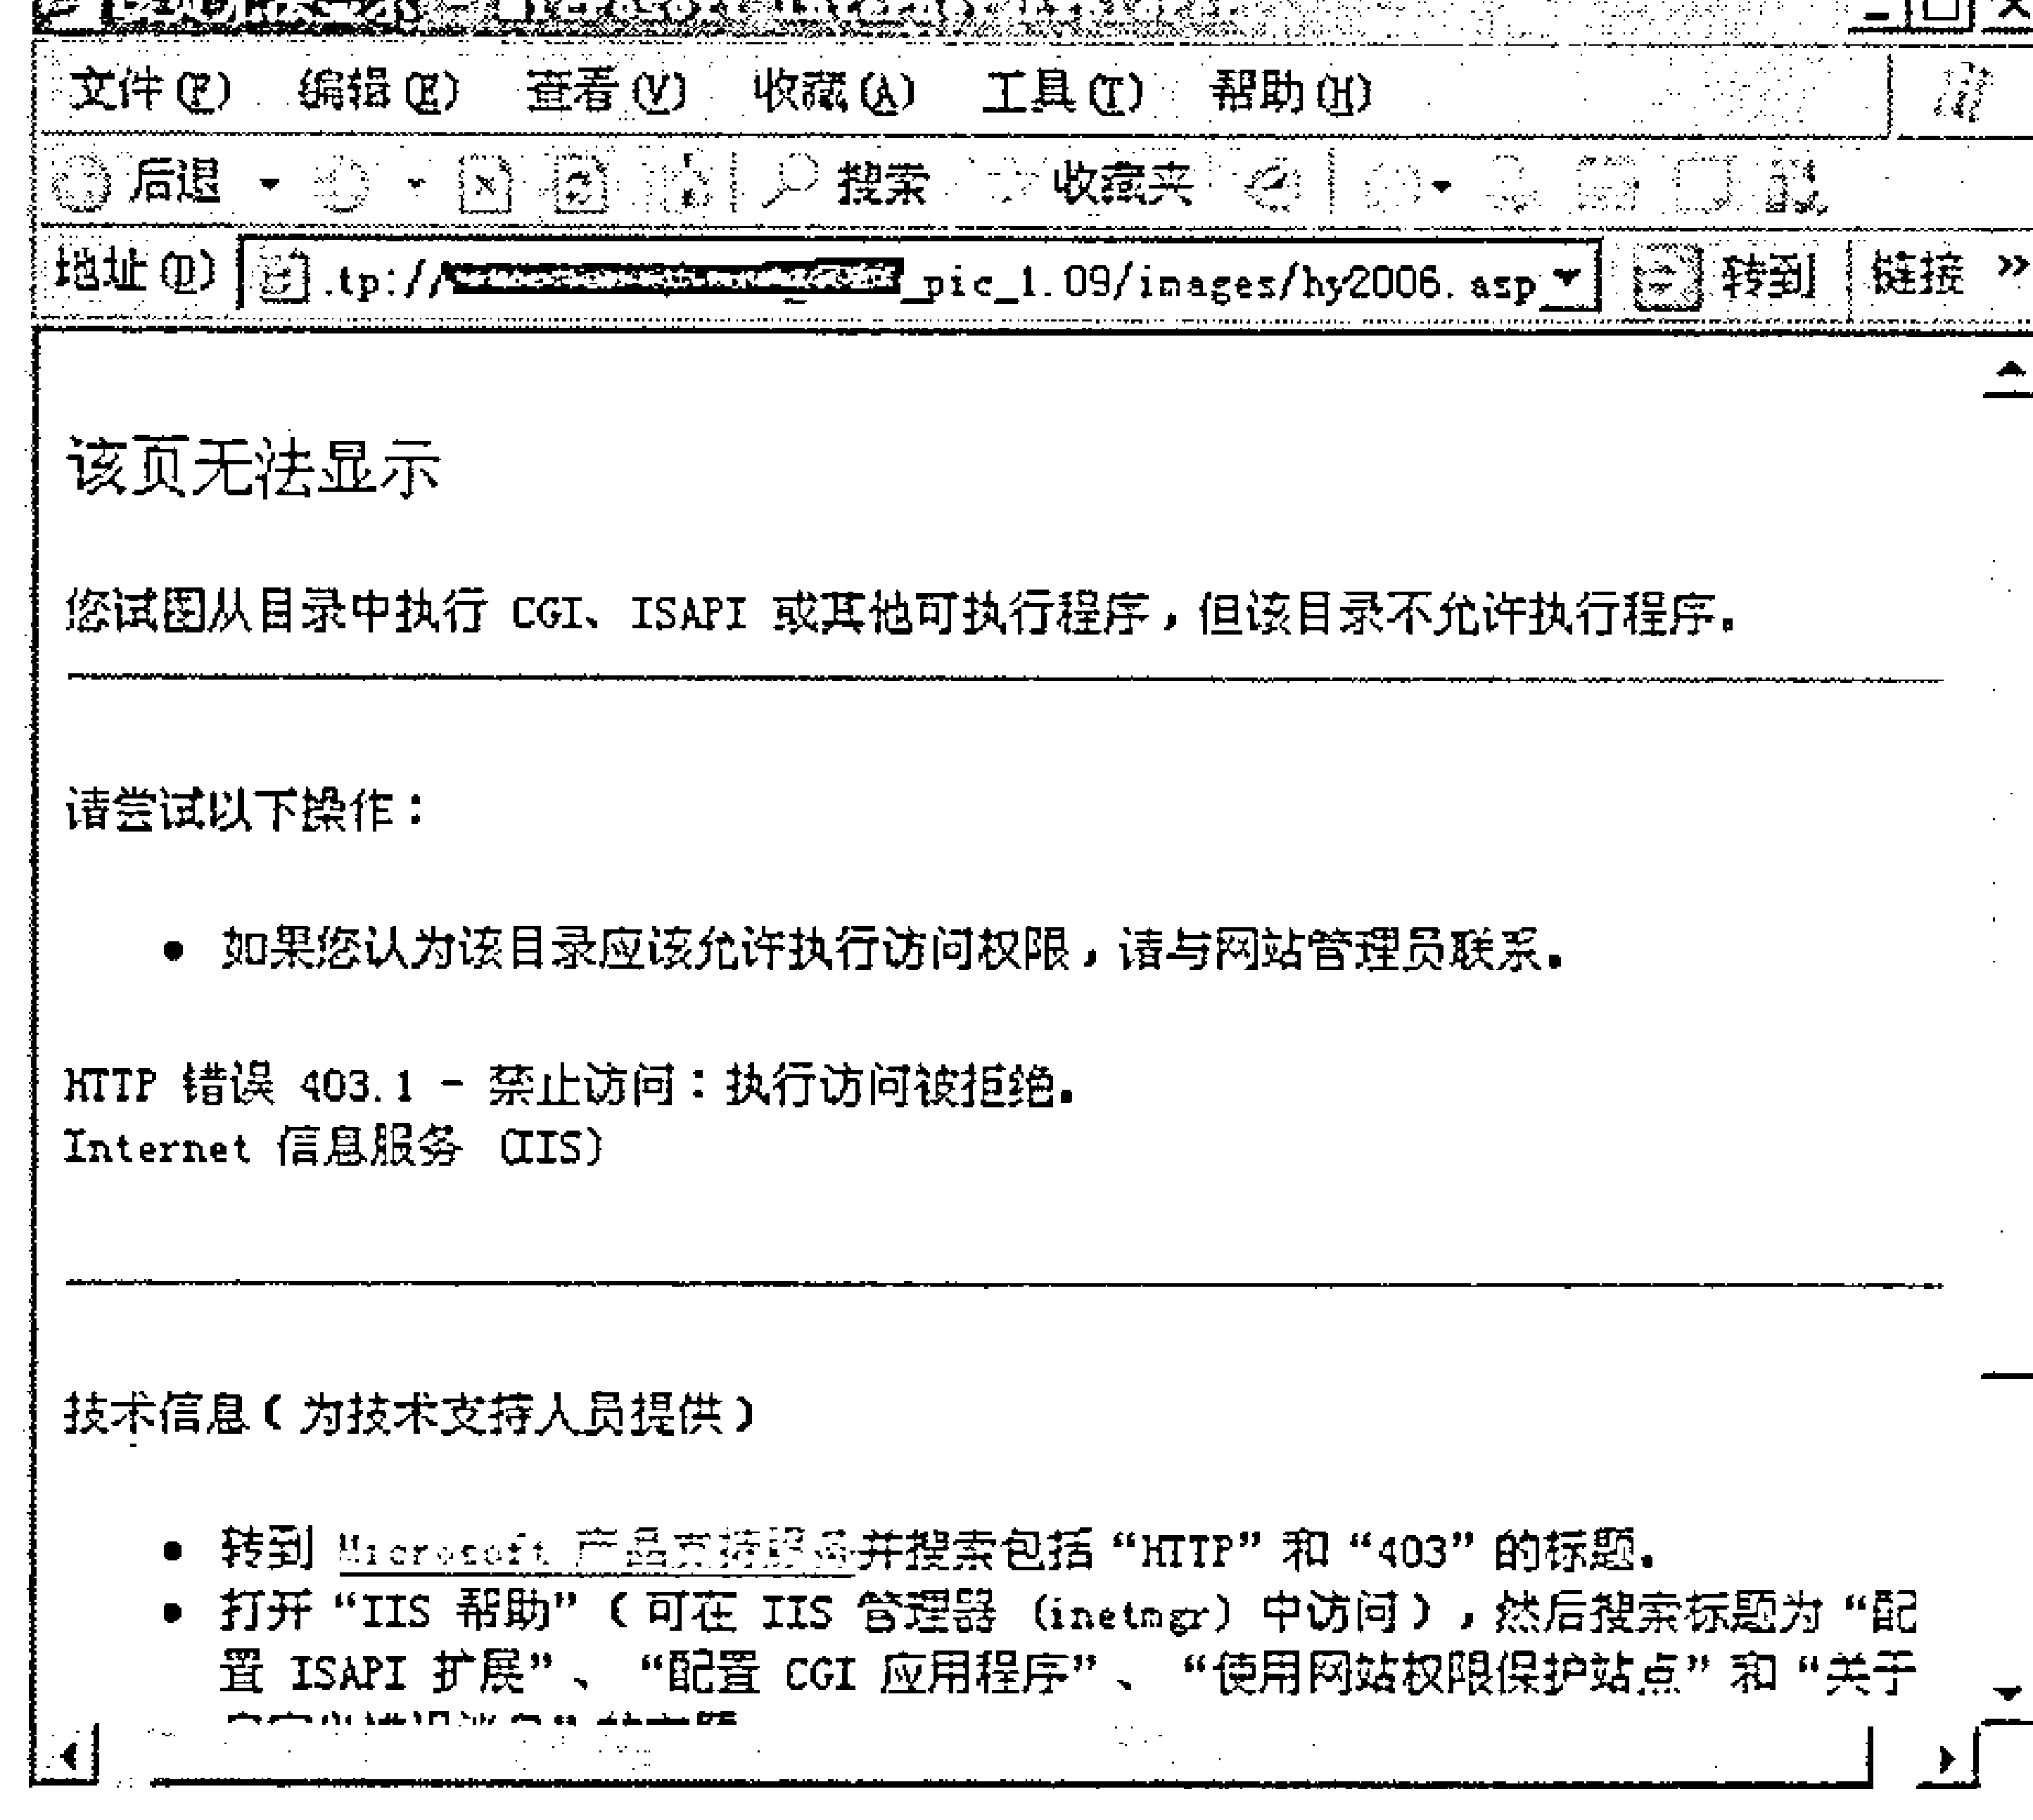 文件(F) 编辑(E) 查看(V) 收藏(A) 工具(T) 帮助(H)
后退 搜索 收藏夹
地址(D) .tp:// _pic_1.09/images/hy2006.asp 转到 链接 »
该页无法显示
您试图从目录中执行 CGI、ISAPI 或其他可执行程序，但该目录不允许执行程序。
请尝试以下操作：
• 如果您认为该目录应该允许执行访问权限，请与网站管理员联系。
HTTP 错误 403.1 - 禁止访问：执行访问被拒绝。
Internet 信息服务 (IIS)
技术信息（为技术支持人员提供）
• 转到 Microsoft 产品支持服务并搜索包括“HTTP”和“403”的标题。
• 打开“IIS 帮助”（可在 IIS 管理器 (inetmgr) 中访问），然后搜索标题为“配
置 ISAPI 扩展”、“配置 CGI 应用程序”、“使用网站权限保护站点”和“关于